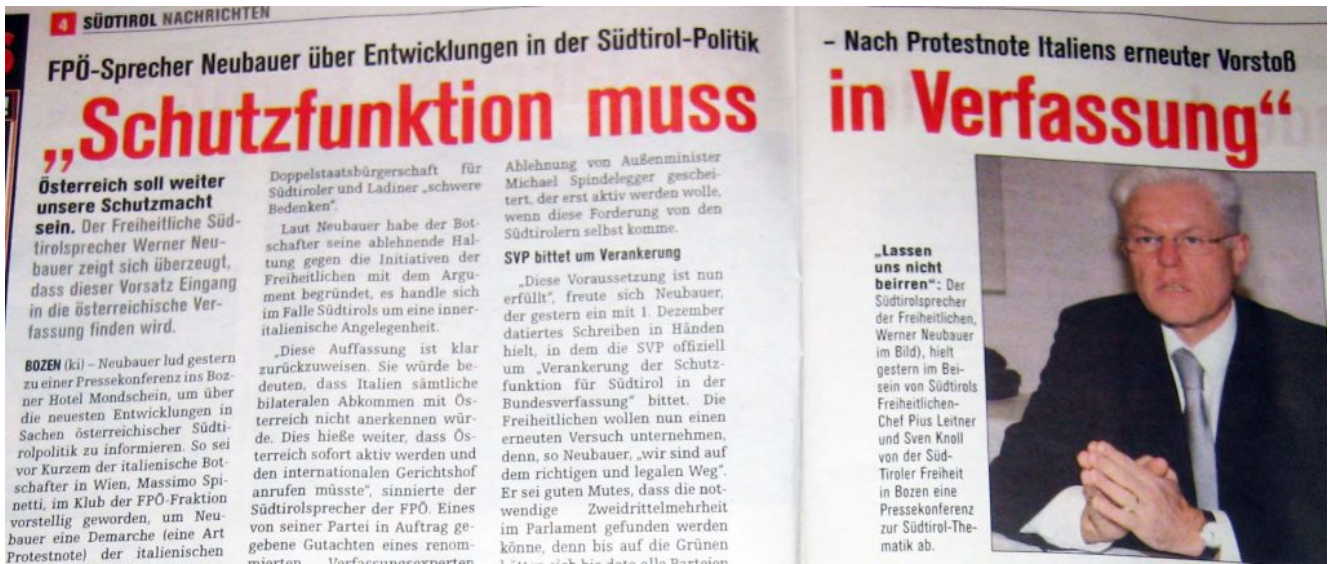 4 SÜDTIROL NACHRICHTEN
FPÖ-Sprecher Neubauer über Entwicklungen in der Südtirol-Politik – Nach Protestnote Italiens erneuter Vorstoß
„Schutzfunktion muss in Verfassung“
Österreich soll weiter
unsere Schutzmacht
sein. Der Freiheitliche Süd-
tirolsprecher Werner Neu-
bauer zeigt sich überzeugt,
dass dieser Vorsatz Eingang
in die österreichische Ver-
fassung finden wird.
BOZEN (ki) – Neubauer lud gestern
zu einer Pressekonferenz ins Boz-
ner Hotel Mondschein, um über
die neuesten Entwicklungen in
Sachen österreichischer Südti-
rolpolitik zu informieren. So sei
vor Kurzem der italienische Bot-
schafter in Wien, Massimo Spi-
netti, im Klub der FPÖ-Fraktion
vorstellig geworden, um Neu-
bauer eine Demarche (eine Art
Protestnote) der italienischen
Doppelstaatsbürgerschaft für
Südtiroler und Ladiner „schwere
Bedenken“.
Laut Neubauer habe der Bot-
schafter seine ablehnende Hal-
tung gegen die Initiativen der
Freiheitlichen mit dem Argu-
ment begründet, es handle sich
im Falle Südtirols um eine inner-
italienische Angelegenheit.
„Diese Auffassung ist klar
zurückzuweisen. Sie würde be-
deuten, dass Italien sämtliche
bilateralen Abkommen mit Ös-
terreich nicht anerkennen wür-
de. Dies hieße weiter, dass Ös-
terreich sofort aktiv werden und
den internationalen Gerichtshof
anrufen müsste“, sinnierte der
Südtirolsprecher der FPÖ. Eines
von seiner Partei in Auftrag ge-
gebene Gutachten eines renom-
mierten Verfassungsexperten
Ablehnung von Außenminister
Michael Spindelegger geschei-
tert, der erst aktiv werden wolle,
wenn diese Forderung von den
Südtirolern selbst komme.
SVP bittet um Verankerung
„Diese Voraussetzung ist nun
erfüllt“, freute sich Neubauer,
der gestern ein mit 1. Dezember
datiertes Schreiben in Händen
hielt, in dem die SVP offiziell
um „Verankerung der Schutz-
funktion für Südtirol in der
Bundesverfassung“ bittet. Die
Freiheitlichen wollen nun einen
erneuten Versuch unternehmen,
denn, so Neubauer, „wir sind auf
dem richtigen und legalen Weg“.
Er sei guten Mutes, dass die not-
wendige Zweidrittelmehrheit
im Parlament gefunden werden
könne, denn bis auf die Grünen
hätten sich bis dato alle Parteien
„Lassen
uns nicht
beirren“: Der
Südtirolsprecher
der Freiheitlichen,
Werner Neubauer
im Bild), hielt
gestern im Bei-
sein von Südtirols
Freiheitlichen-
Chef Pius Leitner
und Sven Knoll
von der Süd-
Tiroler Freiheit
in Bozen eine
Pressekonferenz
zur Südtirol-The-
matik ab.